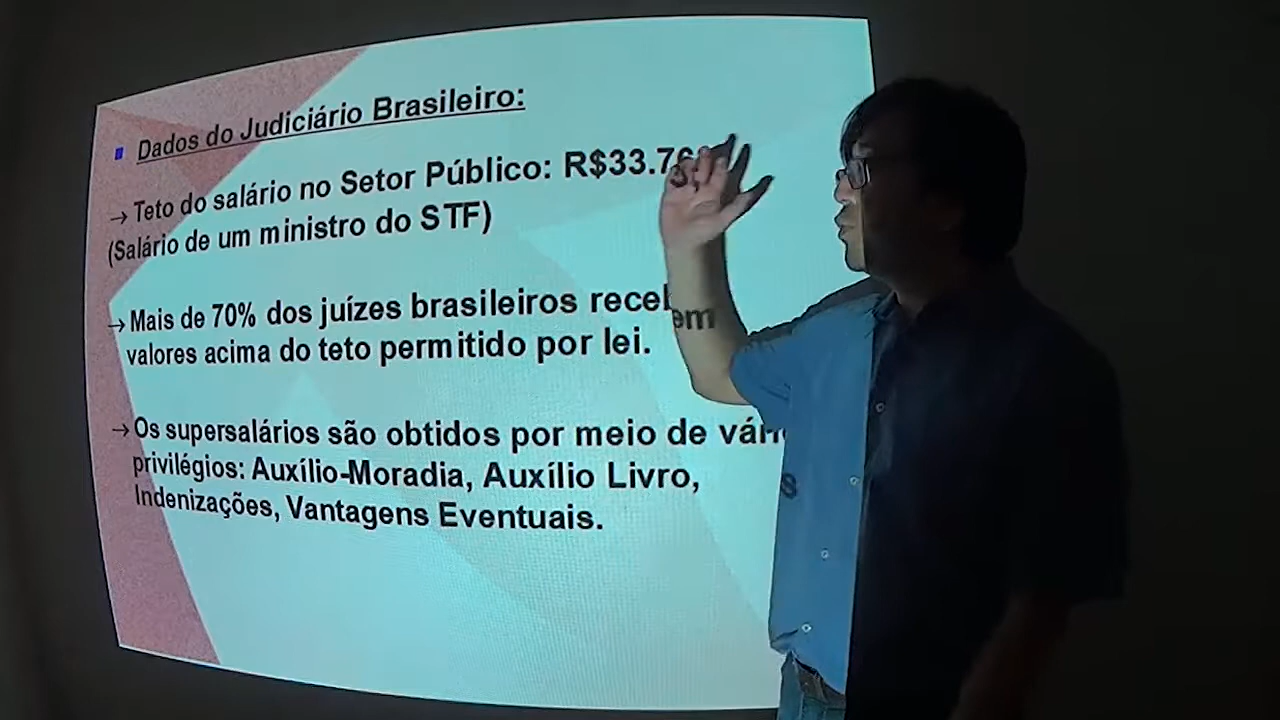 Dados do Judiciário Brasileiro:
→ Teto do salário no Setor Público: R$33.76
(Salário de um ministro do STF)
→ Mais de 70% dos juízes brasileiros recebem
valores acima do teto permitido por lei.
→ Os supersalários são obtidos por meio de vários
privilégios: Auxílio-Moradia, Auxílio Livro,
Indenizações, Vantagens Eventuais.